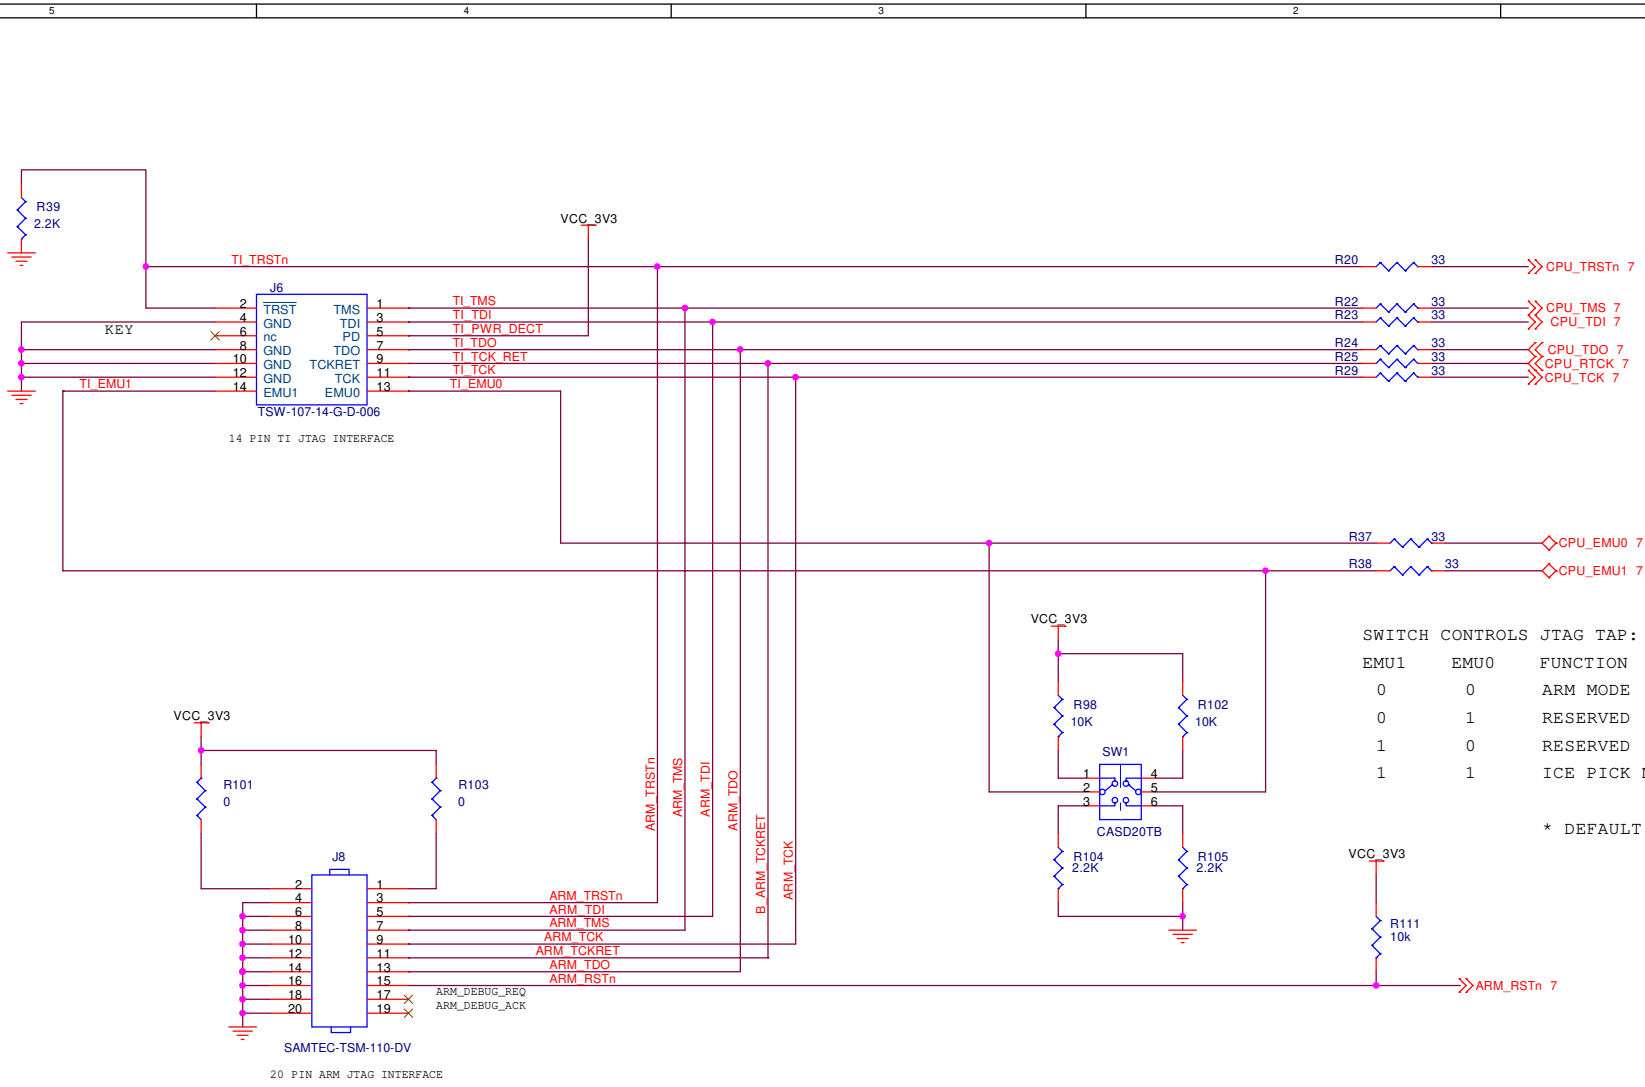 5 4 3 2
R39
2.2K
VCC_3V3
TI_TRSTn
R20 33 CPU_TRSTn 7
J6
2 TRST TMS 1 TI_TMS R22 33 CPU_TMS 7
4 GND TDI 3 TI_TDI R23 33 CPU_TDI 7
KEY 6 nc PD 5 TI_PWR_DECT
8 GND TDO 7 TI_TDO R24 33 CPU_TDO 7
10 GND TCKRET 9 TI_TCK_RET R25 33 CPU_RTCK 7
12 GND TCK 11 TI_TCK R29 33 CPU_TCK 7
TI_EMU1 14 EMU1 EMU0 13 TI_EMU0
TSW-107-14-G-D-006
14 PIN TI JTAG INTERFACE
R37 33 CPU_EMU0 7
R38 33 CPU_EMU1 7
VCC_3V3
SWITCH CONTROLS JTAG TAP:
EMU1 EMU0 FUNCTION
0 0 ARM MODE
0 1 RESERVED
1 0 RESERVED
1 1 ICE PICK
* DEFAULT
R98
10K
R102
10K
SW1
1 4
2 5
3 6
CASD20TB
R104
2.2K
R105
2.2K
VCC_3V3
R111
10k
VCC_3V3
R101
0
R103
0
ARM_TRSTn
ARM_TMS
ARM_TDI
ARM_TDO
B_ARM_TCKRET
ARM_TCK
J8
2 1
4 3 ARM_TRSTn
6 5 ARM_TDI
8 7 ARM_TMS
10 9 ARM_TCK
12 11 ARM_TCKRET
14 13 ARM_TDO
16 15 ARM_RSTn ARM_RSTn 7
18 17 ARM_DEBUG_REQ
20 19 ARM_DEBUG_ACK
SAMTEC-TSM-110-DV
20 PIN ARM JTAG INTERFACE